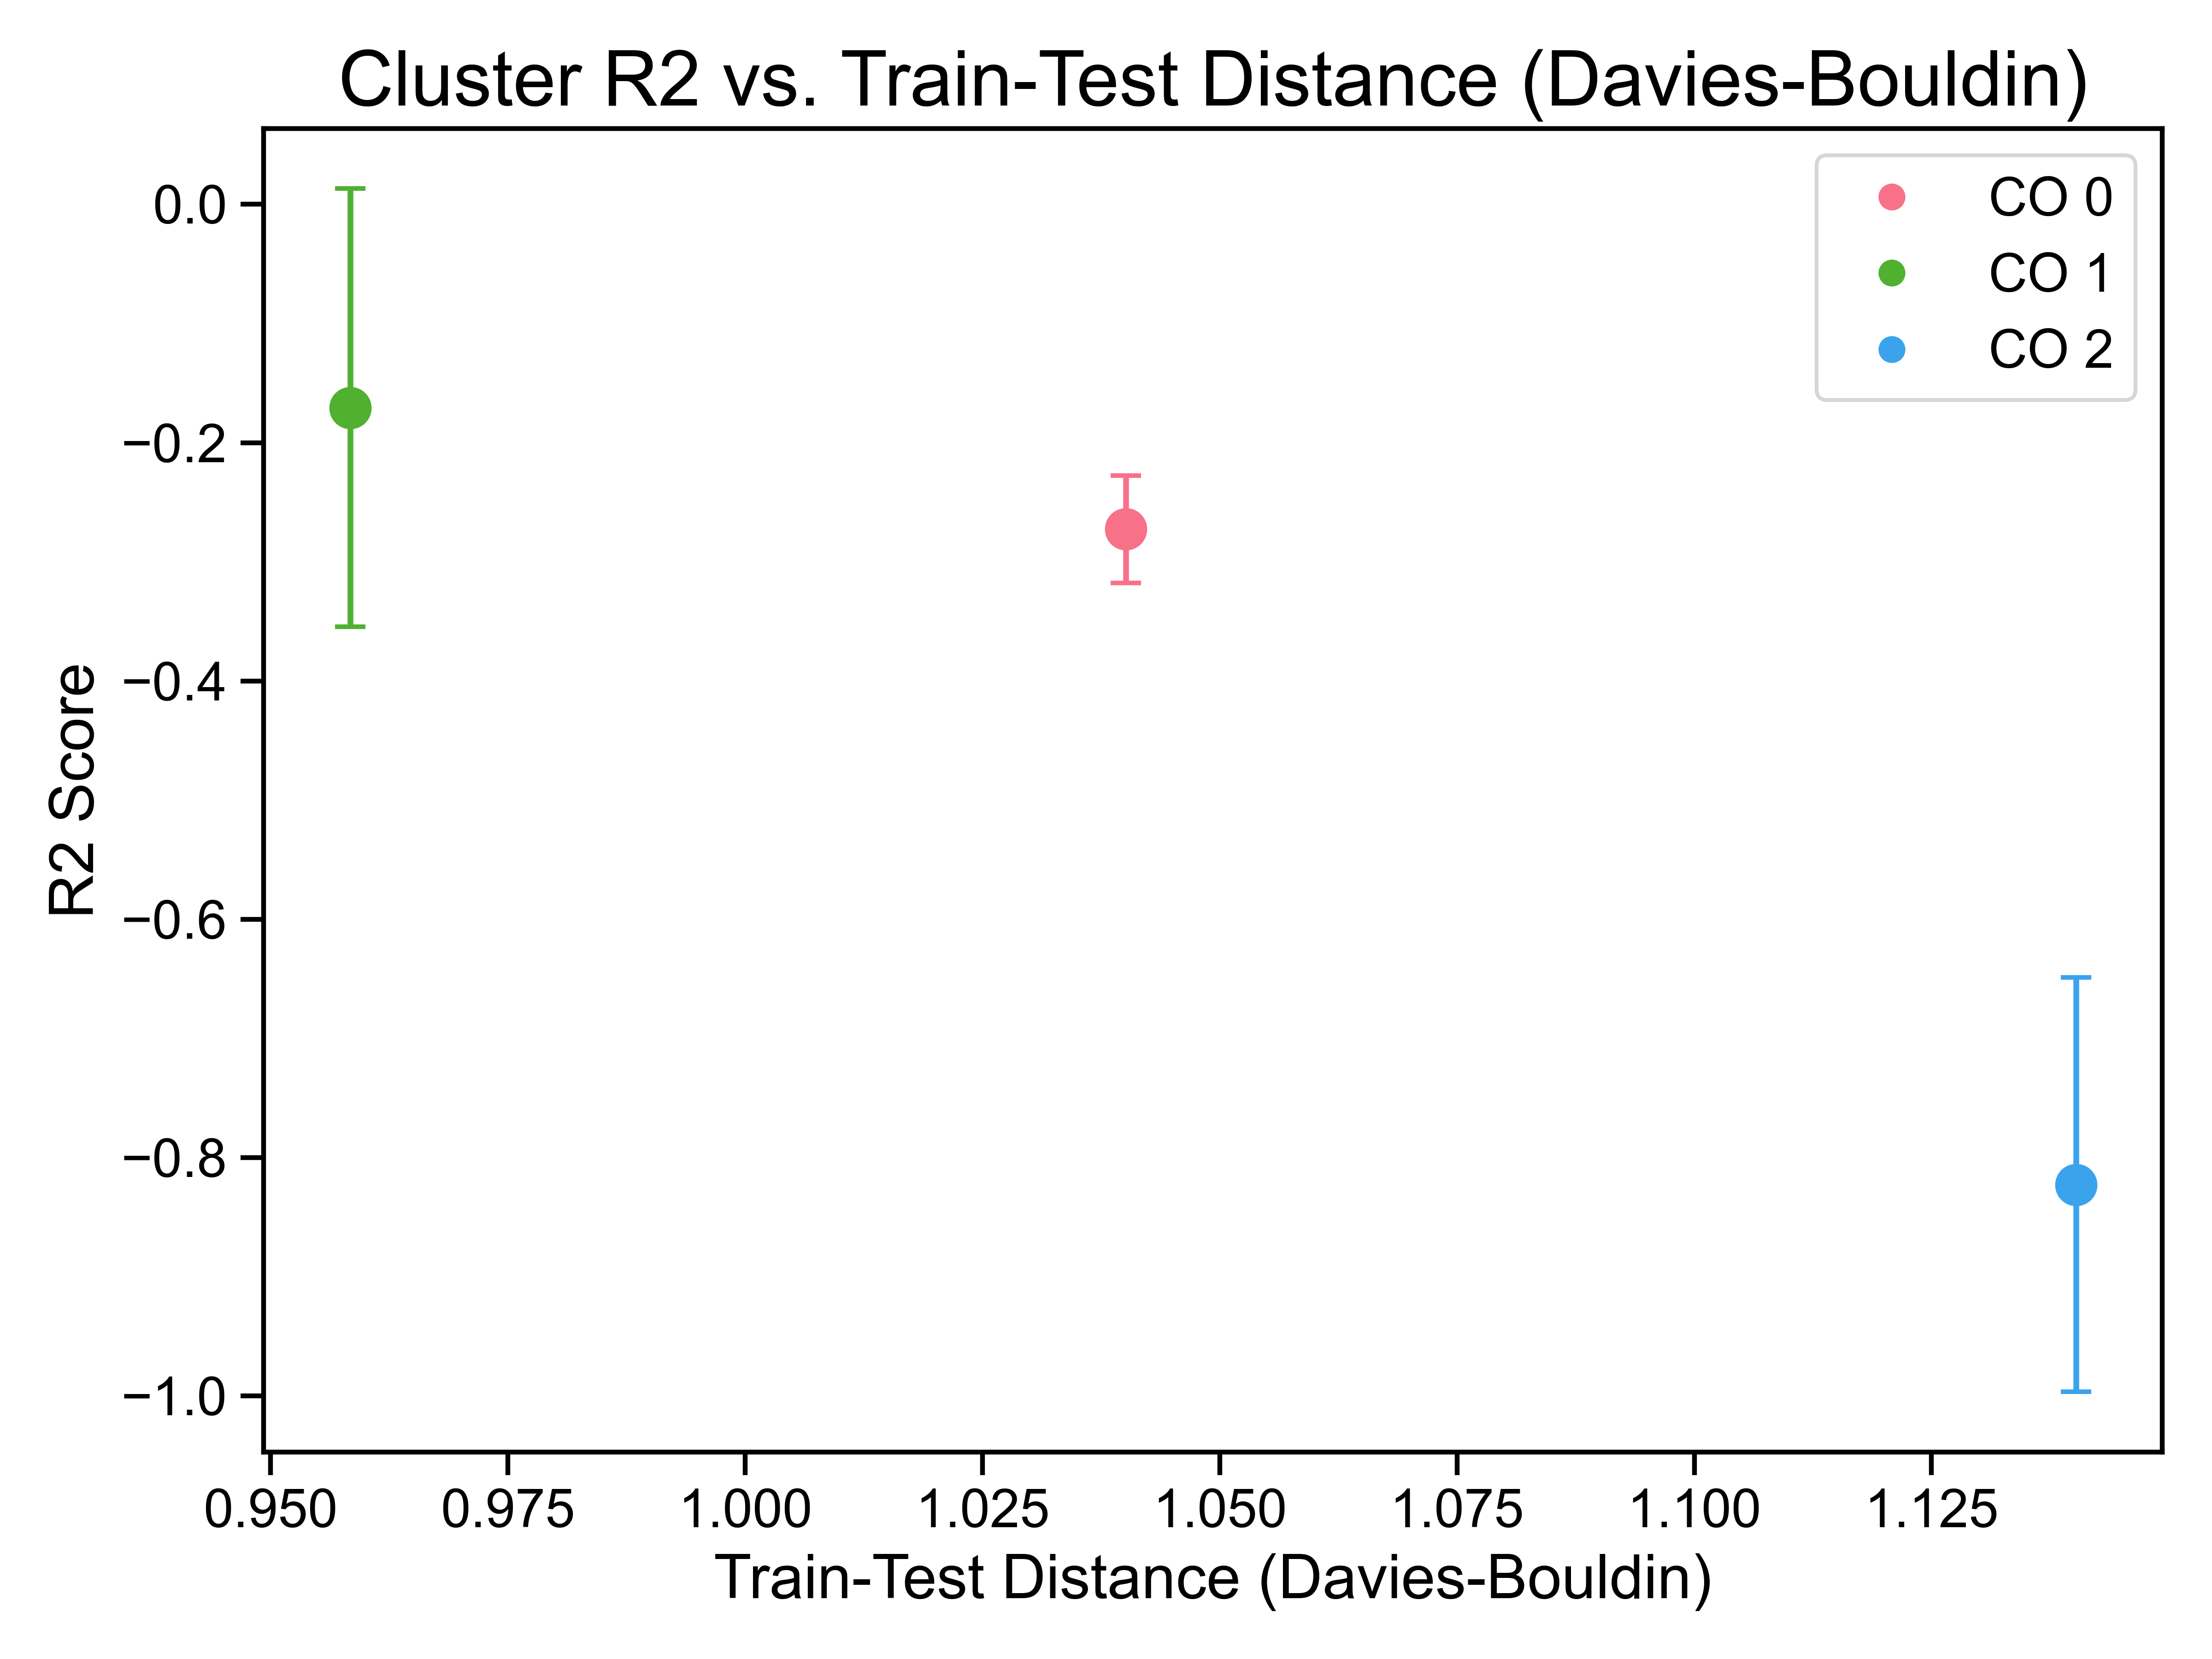 Cluster R2 vs. Train-Test Distance (Davies-Bouldin)
CO 0
CO 1
CO 2
R2 Score
0.0
−0.2
−0.4
−0.6
−0.8
−1.0
0.950 0.975 1.000 1.025 1.050 1.075 1.100 1.125
Train-Test Distance (Davies-Bouldin)